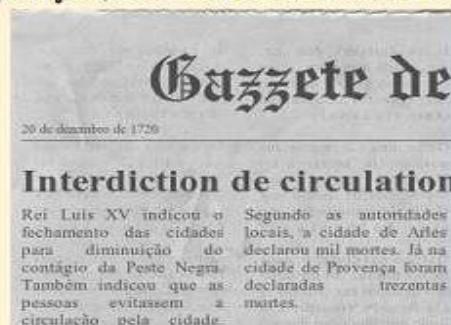 Gazzete de
20 de dezembro de 1720
Interdiction de circulation
Rei Luis XV indicou o
fechamento das cidades
para diminuição do
contágio da Peste Negra.
Também indicou que as
pessoas evitassem a
circulação pela cidade.
Segundo as autoridades
locais, a cidade de Arles
declarou mil mortes. Já na
cidade de Provença foram
declaradas trezentas
mortes.